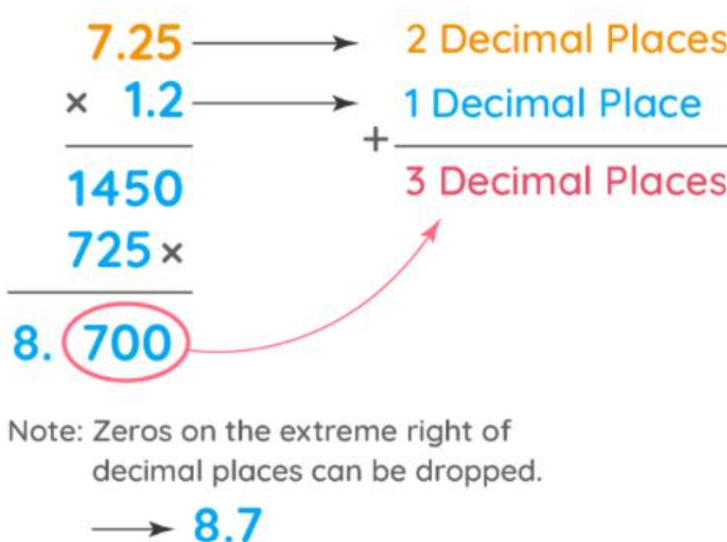 7.25 2 Decimal Places
× 1.2 1 Decimal Place
+
1450 3 Decimal Places
725 ×
8. 700
Note: Zeros on the extreme right of
decimal places can be dropped.
8.7